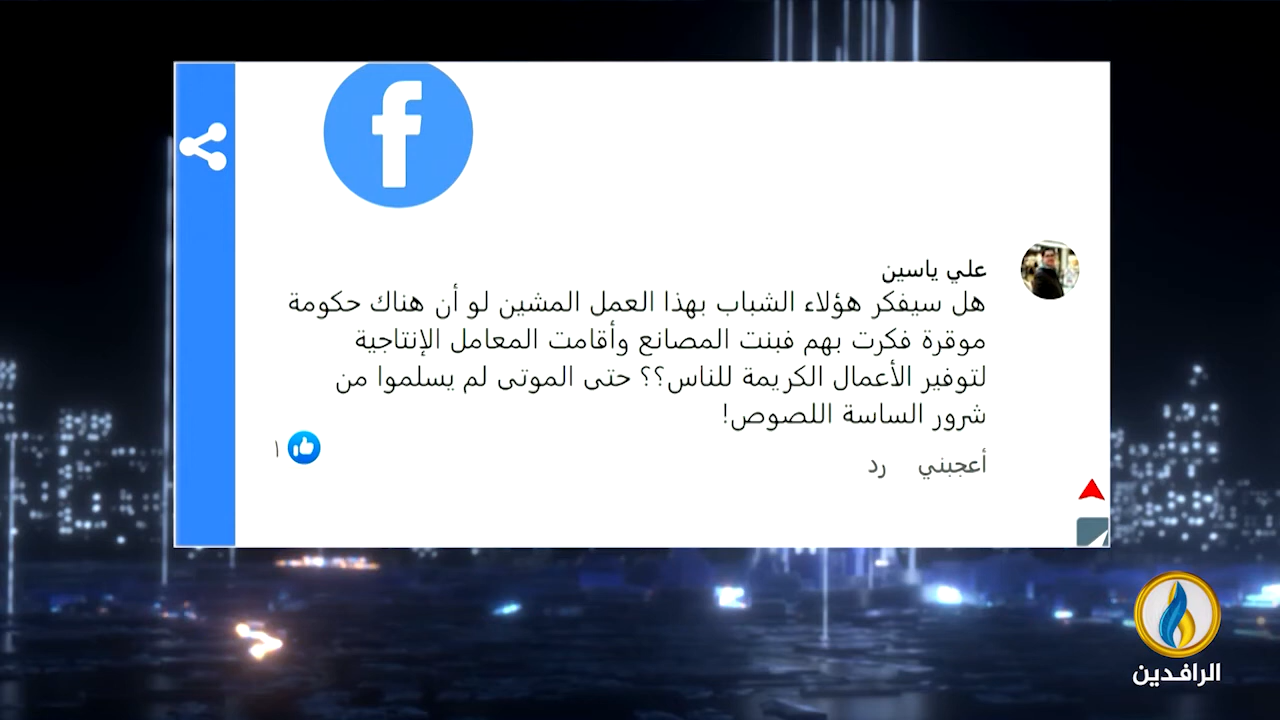 f
علي ياسين
هل سيفكر هؤلاء الشباب بهذا العمل المشين لو أن هناك حكومة
موقرة فكرت بهم فبنت المصانع وأقامت المعامل الإنتاجية
لتوفير الأعمال الكريمة للناس؟؟ حتى الموتى لم يسلموا من
شرور الساسة اللصوص!
١
أعجبني رد
الرافدين